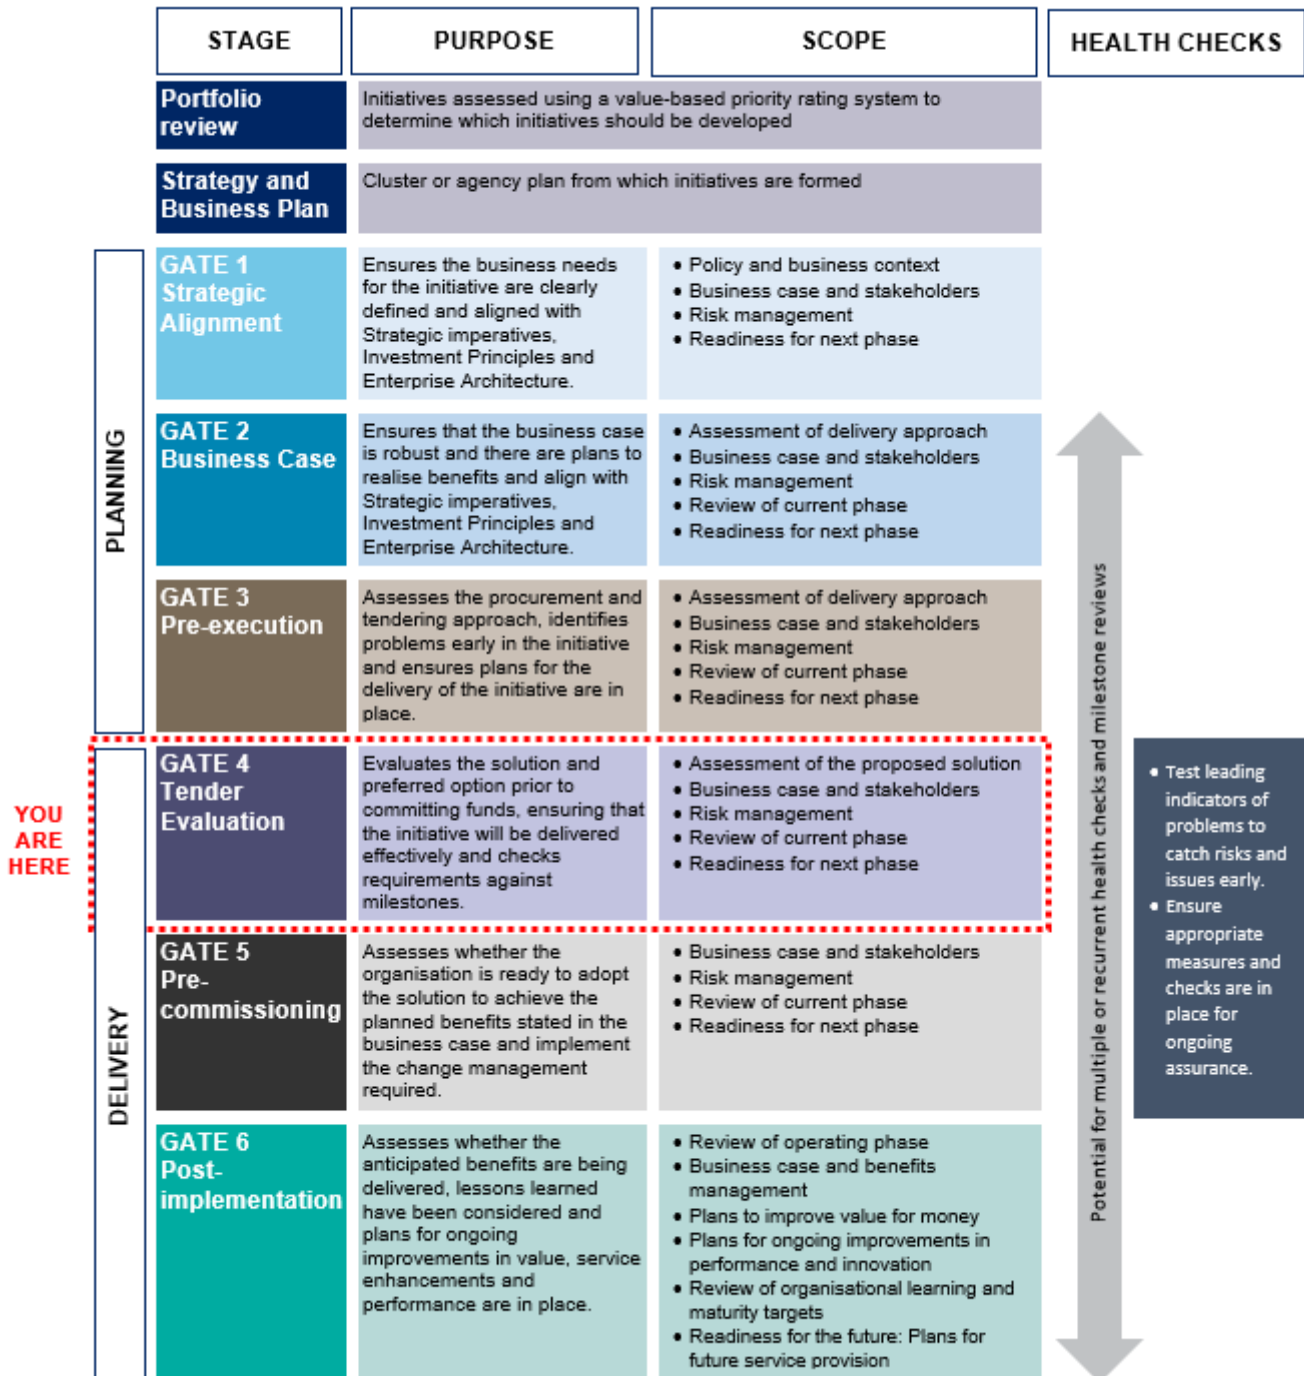 STAGE
PURPOSE
SCOPE
HEALTH CHECKS
Portfolio
review
Initiatives assessed using a value-based priority rating system to
determine which initiatives should be developed
Strategy and
Business Plan
Cluster or agency plan from which initiatives are formed
PLANNING
GATE 1
Strategic
Alignment
Ensures the business needs
for the initiative are clearly
defined and aligned with
Strategic imperatives,
Investment Principles and
Enterprise Architecture.
• Policy and business context
• Business case and stakeholders
• Risk management
• Readiness for next phase
GATE 2
Business Case
Ensures that the business case
is robust and there are plans to
realise benefits and align with
Strategic imperatives,
Investment Principles and
Enterprise Architecture.
• Assessment of delivery approach
• Business case and stakeholders
• Risk management
• Review of current phase
• Readiness for next phase
GATE 3
Pre-execution
Assesses the procurement and
tendering approach, identifies
problems early in the initiative
and ensures plans for the
delivery of the initiative are in
place.
• Assessment of delivery approach
• Business case and stakeholders
• Risk management
• Review of current phase
• Readiness for next phase
YOU
ARE
HERE
DELIVERY
GATE 4
Tender
Evaluation
Evaluates the solution and
preferred option prior to
committing funds, ensuring that
the initiative will be delivered
effectively and checks
requirements against
milestones.
• Assessment of the proposed solution
• Business case and stakeholders
• Risk management
• Review of current phase
• Readiness for next phase
GATE 5
Pre-
commissioning
Assesses whether the
organisation is ready to adopt
the solution to achieve the
planned benefits stated in the
business case and implement
the change management
required.
• Business case and stakeholders
• Risk management
• Review of current phase
• Readiness for next phase
GATE 6
Post-
implementation
Assesses whether the
anticipated benefits are being
delivered, lessons learned
have been considered and
plans for ongoing
improvements in value, service
enhancements and
performance are in place.
• Review of operating phase
• Business case and benefits
management
• Plans to improve value for money
• Plans for ongoing improvements in
performance and innovation
• Review of organisational learning and
maturity targets
• Readiness for the future: Plans for
future service provision
Potential for multiple or recurrent health checks and milestone reviews
• Test leading
indicators of
problems to
catch risks and
issues early.
• Ensure
appropriate
measures and
checks are in
place for
ongoing
assurance.